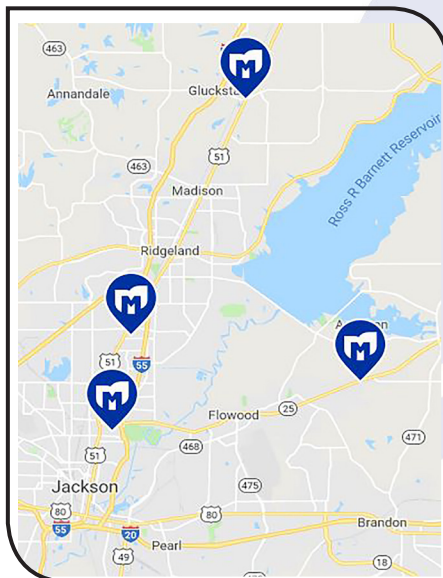 463
Annandale
Gluckst
M
51
463
Madison
Ross R Barnett Reservoir
Ridgeland
M
M
51
55
M
Flowood
25
468
471
51
475
Jackson
80
80
55
20
Brandon
Pearl
49
18